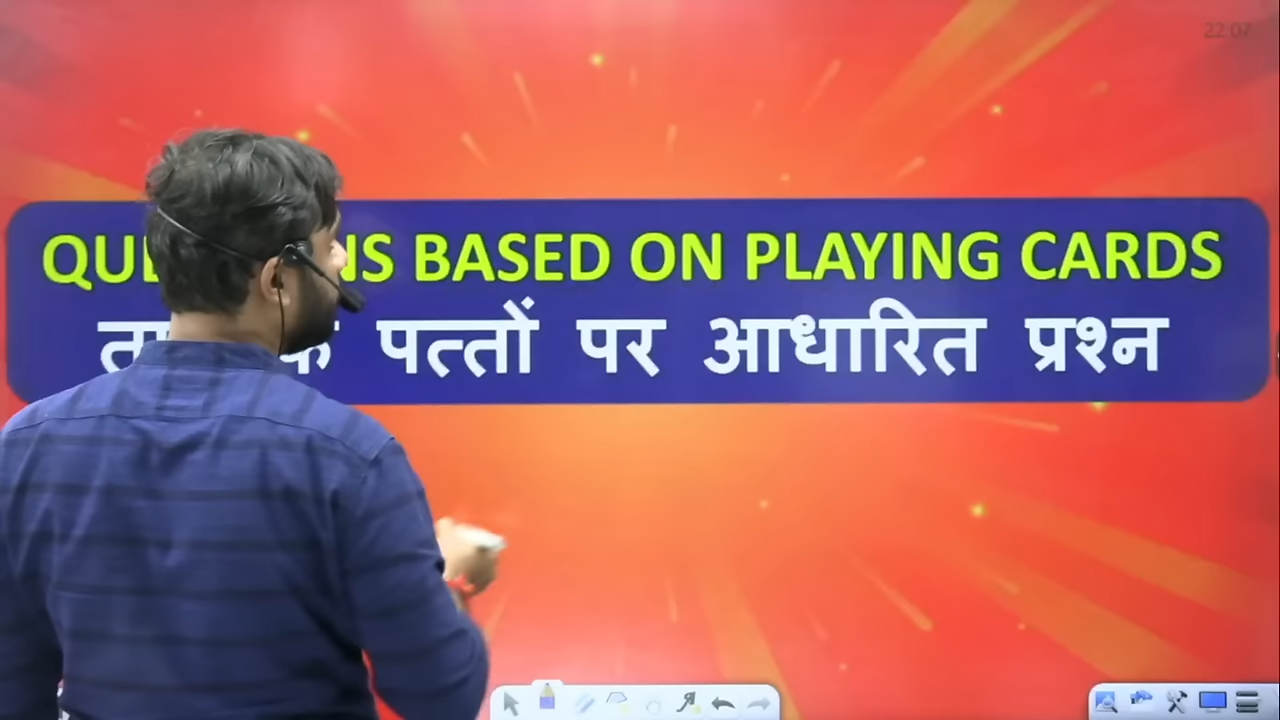 22:07
BASED ON PLAYING CARDS
पत्तों पर आधारित प्रश्न